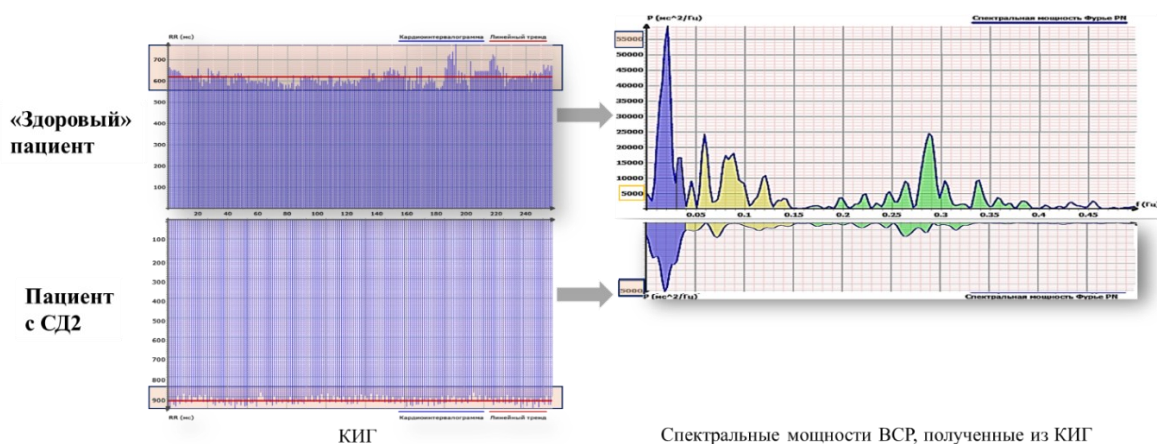 RR (мс)
Кардиоинтервалограмма
Линейный тренд
700
600
500
400
300
200
100
20 40 60 80 100 120 140 160 180 200 220 240
«Здоровый»
пациент
P (мс^2/Гц)
Спектральная мощность Фурье PN
55000
50000
45000
40000
35000
30000
25000
20000
15000
10000
5000
0.05 0.1 0.15 0.2 0.25 0.3 0.35 0.4 0.45
f (Гц)
Пациент
с СД2
100
200
300
400
500
600
700
800
900
RR (мс)
Кардиоинтервалограмма
Линейный тренд
5000
P (мс^2/Гц)
Спектральная мощность Фурье PN
КИГ
Спектральные мощности ВСР, полученные из КИГ